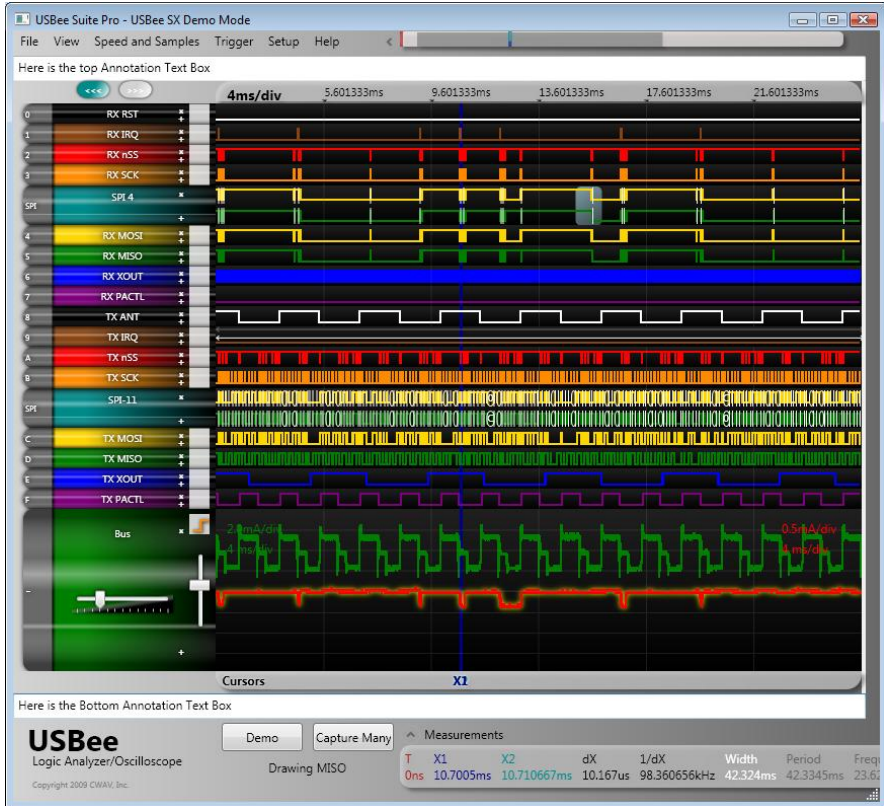 USBee Suite Pro - USBee SX Demo Mode
File View Speed and Samples Trigger Setup Help <
Here is the top Annotation Text Box
<<< >>>
4ms/div 5.601333ms 9.601333ms 13.601333ms 17.601333ms 21.601333ms
0 RX RST
1 RX IRQ
2 RX nSS
3 RX SCK
SPI SPI 4
4 RX MOSI
5 RX MISO
6 RX XOUT
7 RX PACTL
8 TX ANT
9 TX IRQ
A TX nSS
B TX SCK
SPI SPI-11
C TX MOSI
D TX MISO
E TX XOUT
F TX PACTL
Bus
0.5mA/div
4 ms/div 4 ms/div
Cursors X1
Here is the Bottom Annotation Text Box
USBee
Logic Analyzer/Oscilloscope
Copyright 2009 CWAV, Inc.
Demo Capture Many
Drawing MISO
Measurements
T X1 X2 dX 1/dX Width Period Frequ
0ns 10.7005ms 10.710667ms 10.167us 98.360656kHz 42.324ms 42.3345ms 23.62